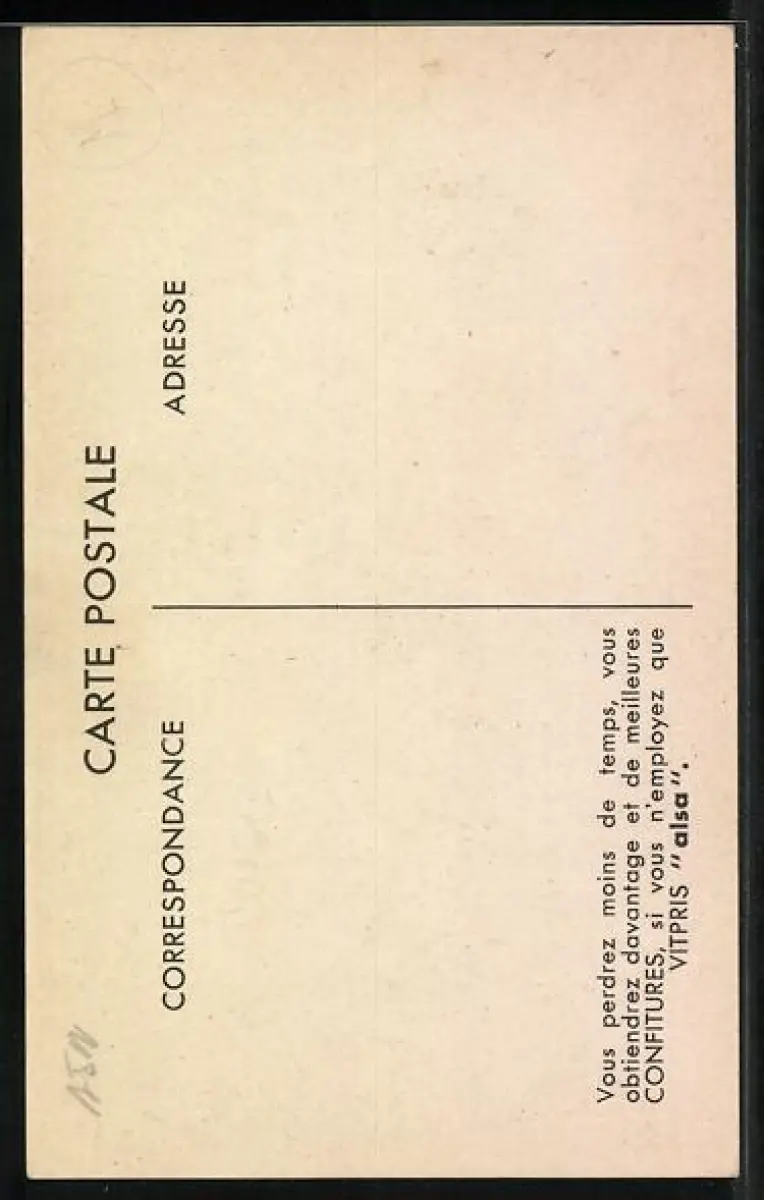 CARTE POSTALE
CORRESPONDANCE
ADRESSE
Vous perdrez moins de temps, vous
obtiendrez davantage et de meilleures
CONFITURES, si vous n'employez que
VITPRIS "alsa".